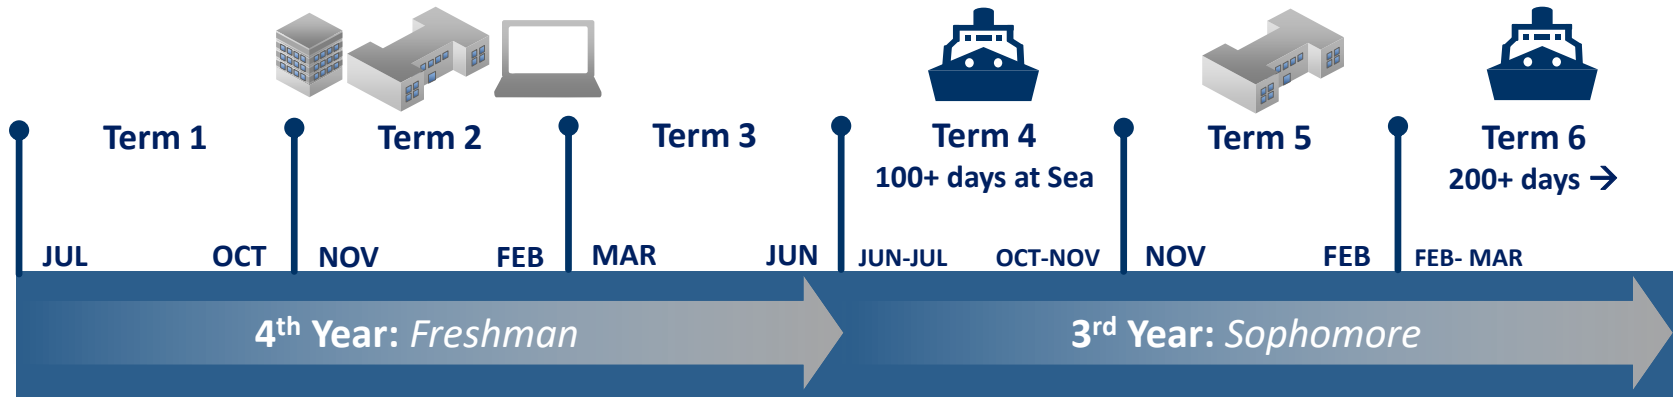 Term 1
Term 2
Term 3
Term 4
100+ days at Sea
Term 5
Term 6
200+ days →
JUL
OCT
NOV
FEB
MAR
JUN
JUN-JUL
OCT-NOV
NOV
FEB
FEB- MAR
4th Year: Freshman
3rd Year: Sophomore